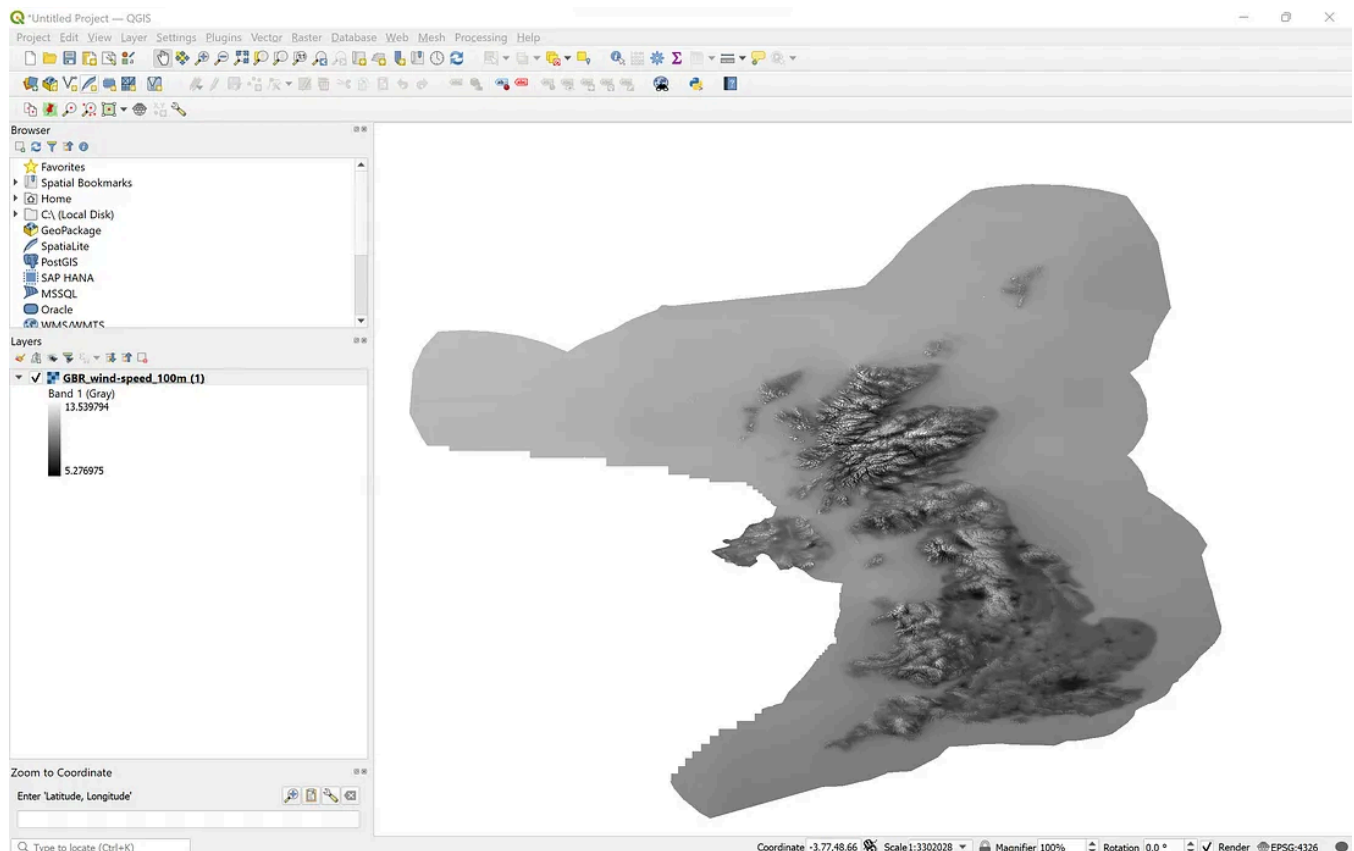 *Untitled Project — QGIS
Project Edit View Layer Settings Plugins Vector Raster Database Web Mesh Processing Help
Browser
Favorites
Spatial Bookmarks
Home
C:\ (Local Disk)
GeoPackage
SpatiaLite
PostGIS
SAP HANA
MSSQL
Oracle
WMS/WMTS
Layers
GBR_wind-speed_100m (1)
Band 1 (Gray)
13.539794
5.276975
Zoom to Coordinate
Enter 'Latitude, Longitude'
Type to locate (Ctrl+K)
Coordinate -3.77,48.66 Scale 1:3302028 Magnifier 100% Rotation 0.0 ° Render EPSG:4326